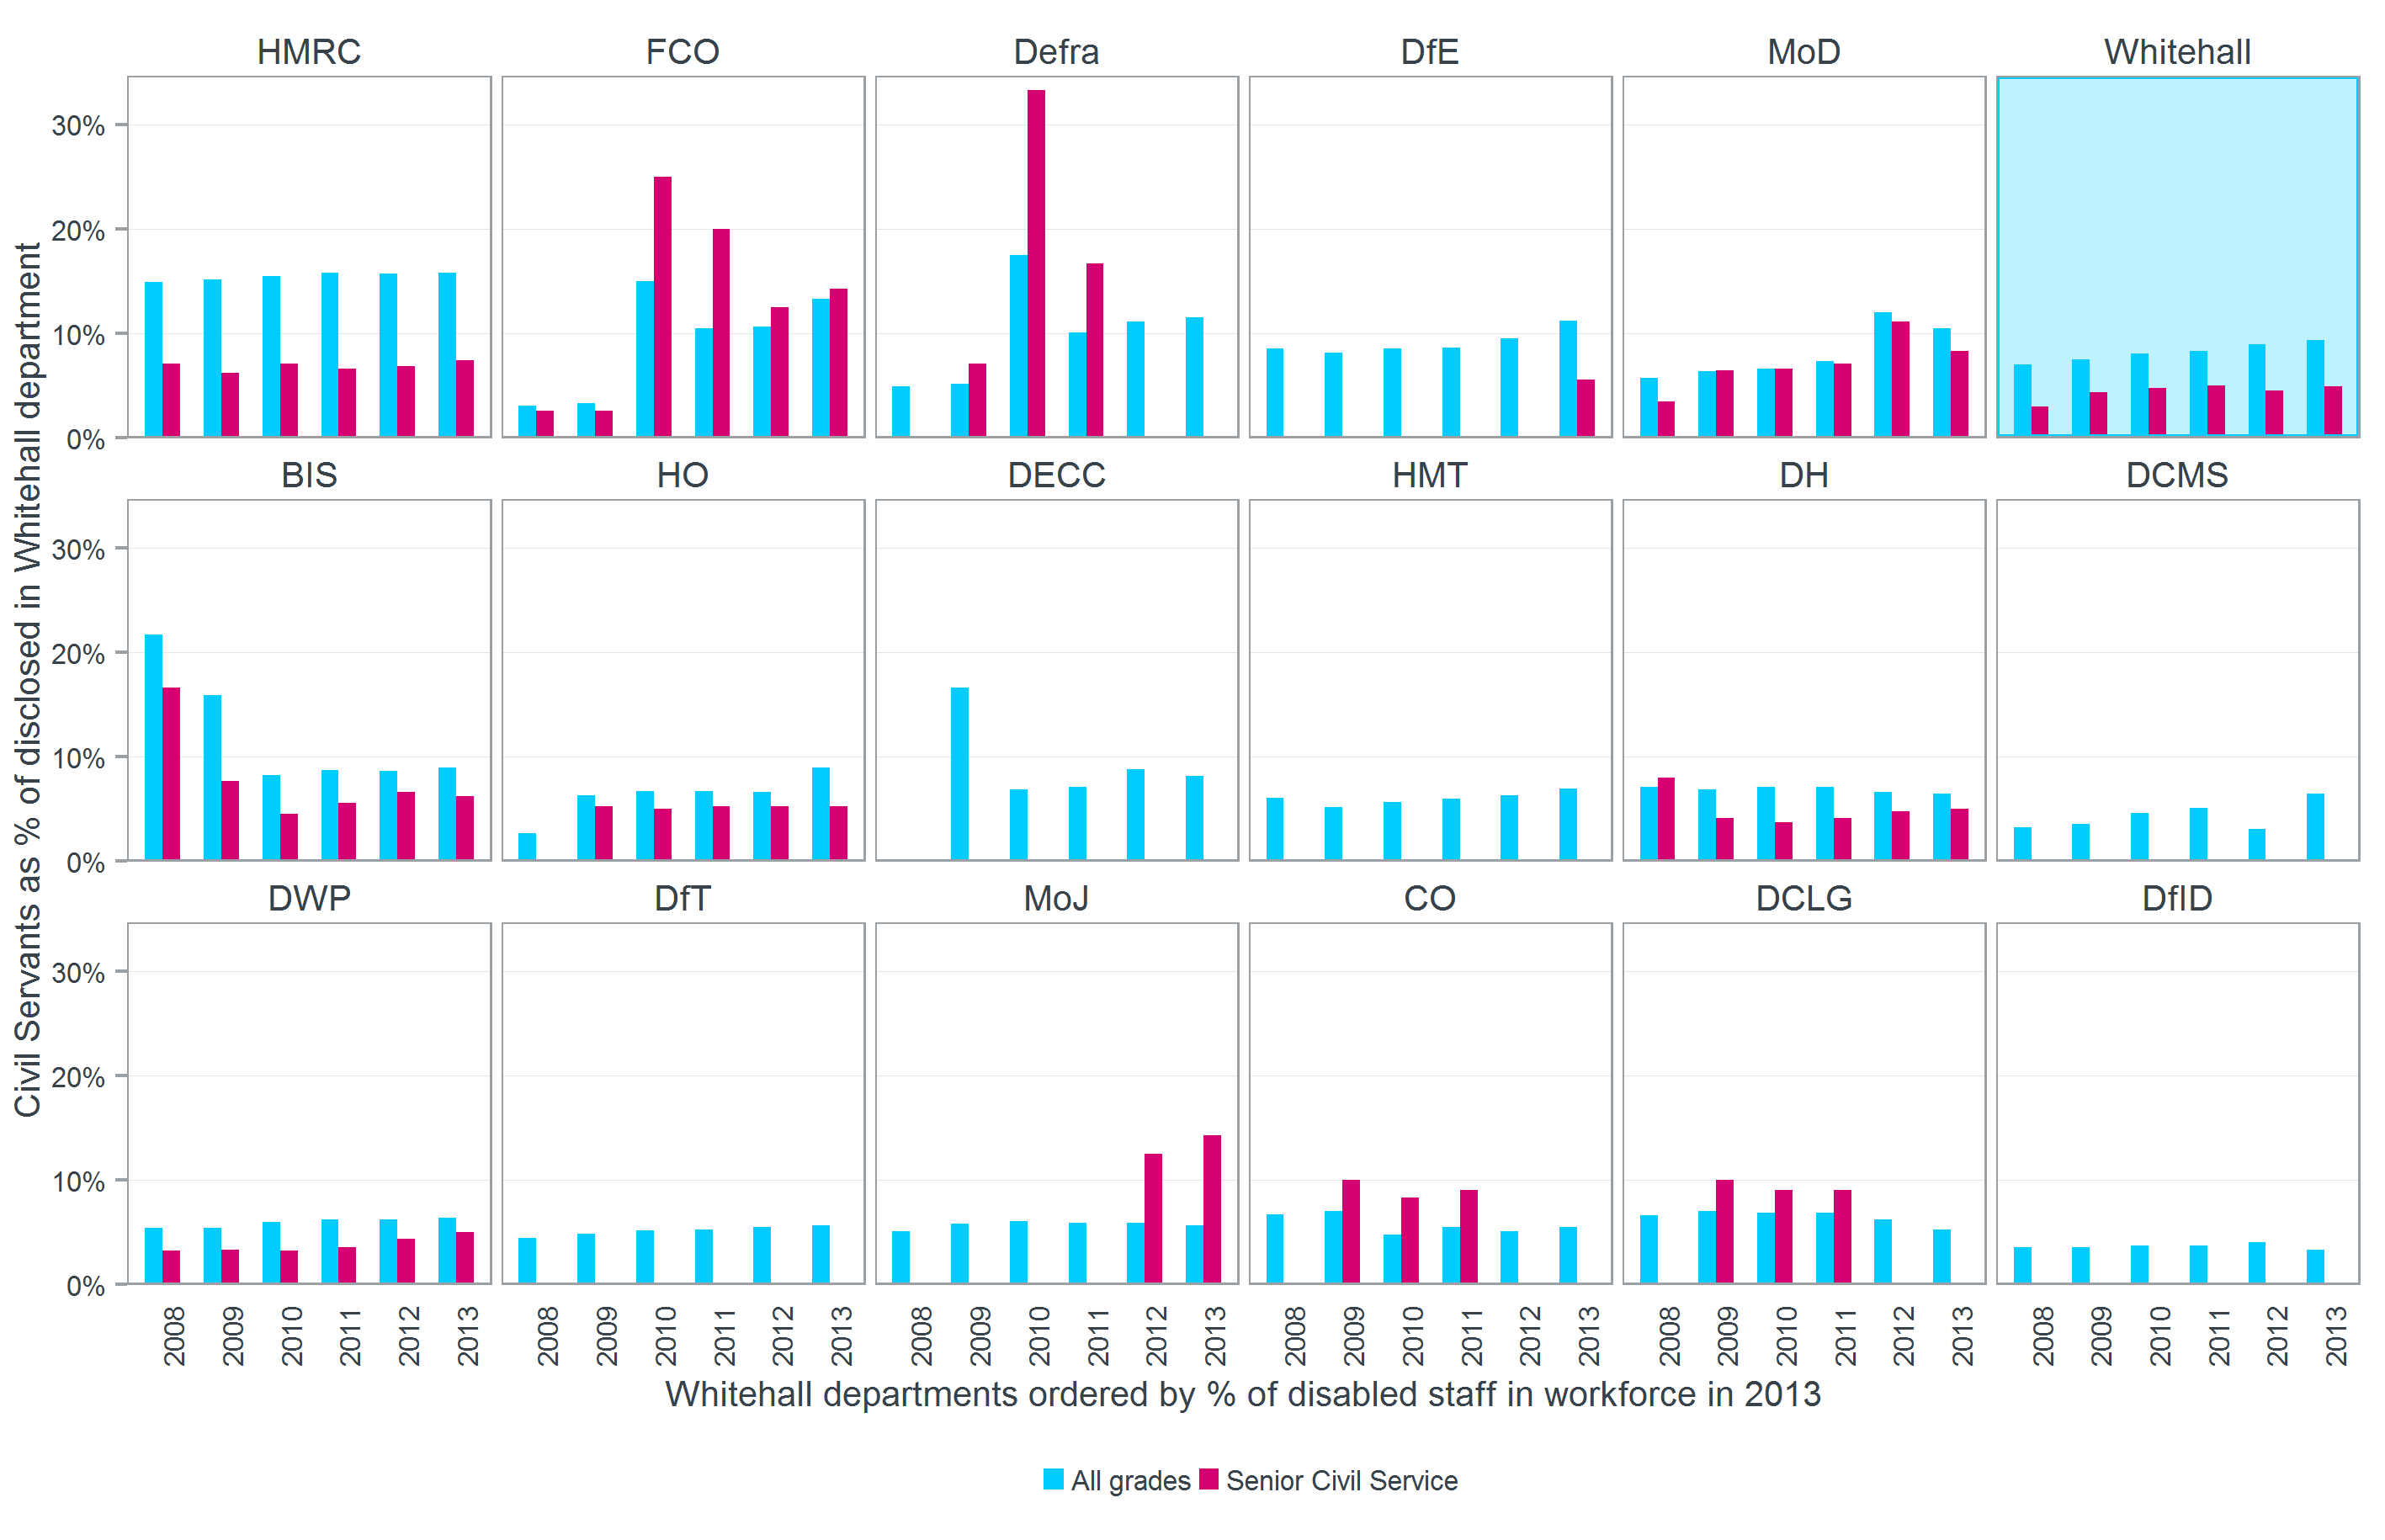 HMRC FCO Defra DfE MoD Whitehall
30%
20%
10%
0%
BIS HO DECC HMT DH DCMS
30%
20%
10%
0%
DWP DfT MoJ CO DCLG DfID
30%
20%
10%
0%
2008 2009 2010 2011 2012 2013 2008 2009 2010 2011 2012 2013 2008 2009 2010 2011 2012 2013 2008 2009 2010 2011 2012 2013 2008 2009 2010 2011 2012 2013 2008 2009 2010 2011 2012 2013
Civil Servants as % of disclosed in Whitehall department
Whitehall departments ordered by % of disabled staff in workforce in 2013
All grades Senior Civil Service